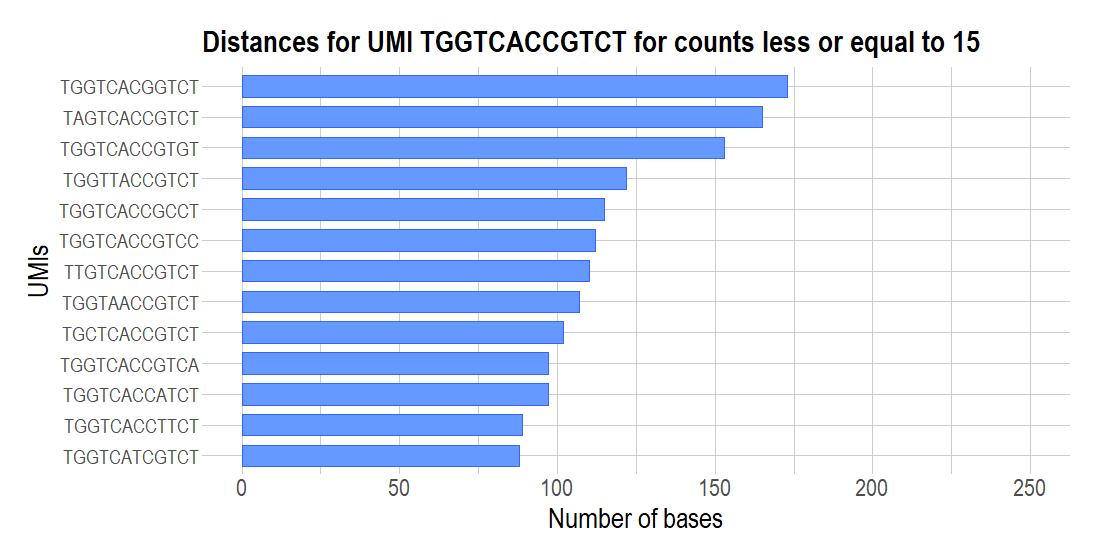 Distances for UMI TGGTCACCGTCT for counts less or equal to 15
TGGTCACGGTCT
TAGTCACCGTCT
TGGTCACCGTGT
TGGTTACCGTCT
TGGTCACCGCCT
TGGTCACCGTCC
TTGTCACCGTCT
TGGTAACCGTCT
TGCTCACCGTCT
TGGTCACCGTCA
TGGTCACCATCT
TGGTCACCTTCT
TGGTCATCGTCT
UMIs
0 50 100 150 200 250
Number of bases